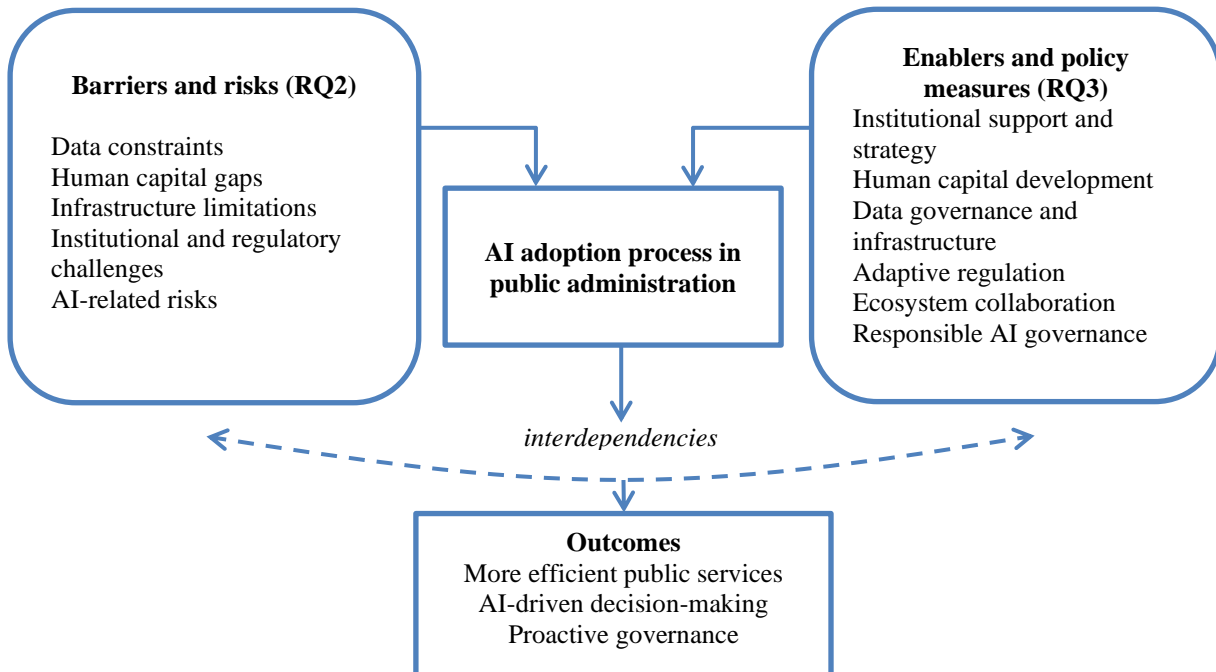 Barriers and risks (RQ2)
Data constraints
Human capital gaps
Infrastructure limitations
Institutional and regulatory
challenges
AI-related risks
Enablers and policy
measures (RQ3)
Institutional support and
strategy
Human capital development
Data governance and
infrastructure
Adaptive regulation
Ecosystem collaboration
Responsible AI governance
AI adoption process in
public administration
interdependencies
Outcomes
More efficient public services
AI-driven decision-making
Proactive governance